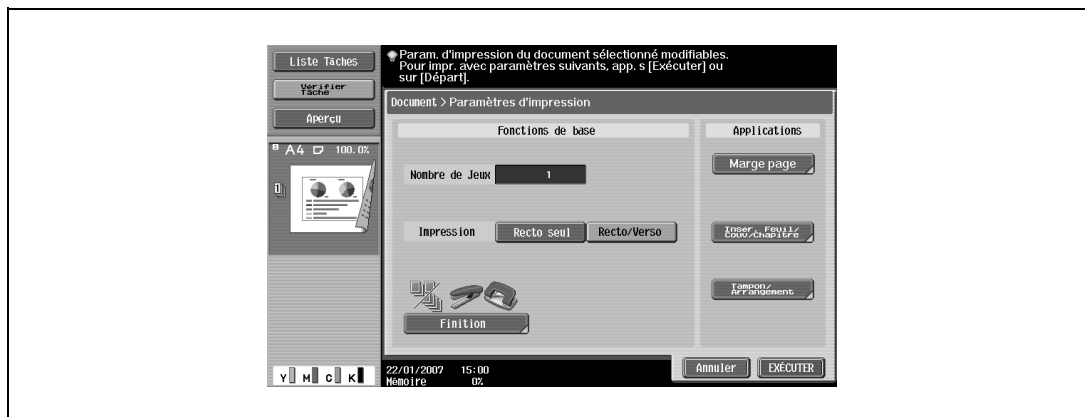 Liste Tâches
Vérifier
Tâche
Aperçu
A4 100.0%
1
Y M C K
Param. d'impression du document sélectionné modifiables.
Pour impr. avec paramètres suivants, app. s [Exécuter] ou
sur [Départ].
Document > Paramètres d'impression
Fonctions de base
Nombre de Jeux 1
Impression Recto seul Recto/Verso
Finition
Applications
Marge page
Inser. Feuil/
Couv/Chapitre
Tampon/
Arrangement
22/01/2007 15:00
Mémoire 0%
Annuler EXÉCUTER